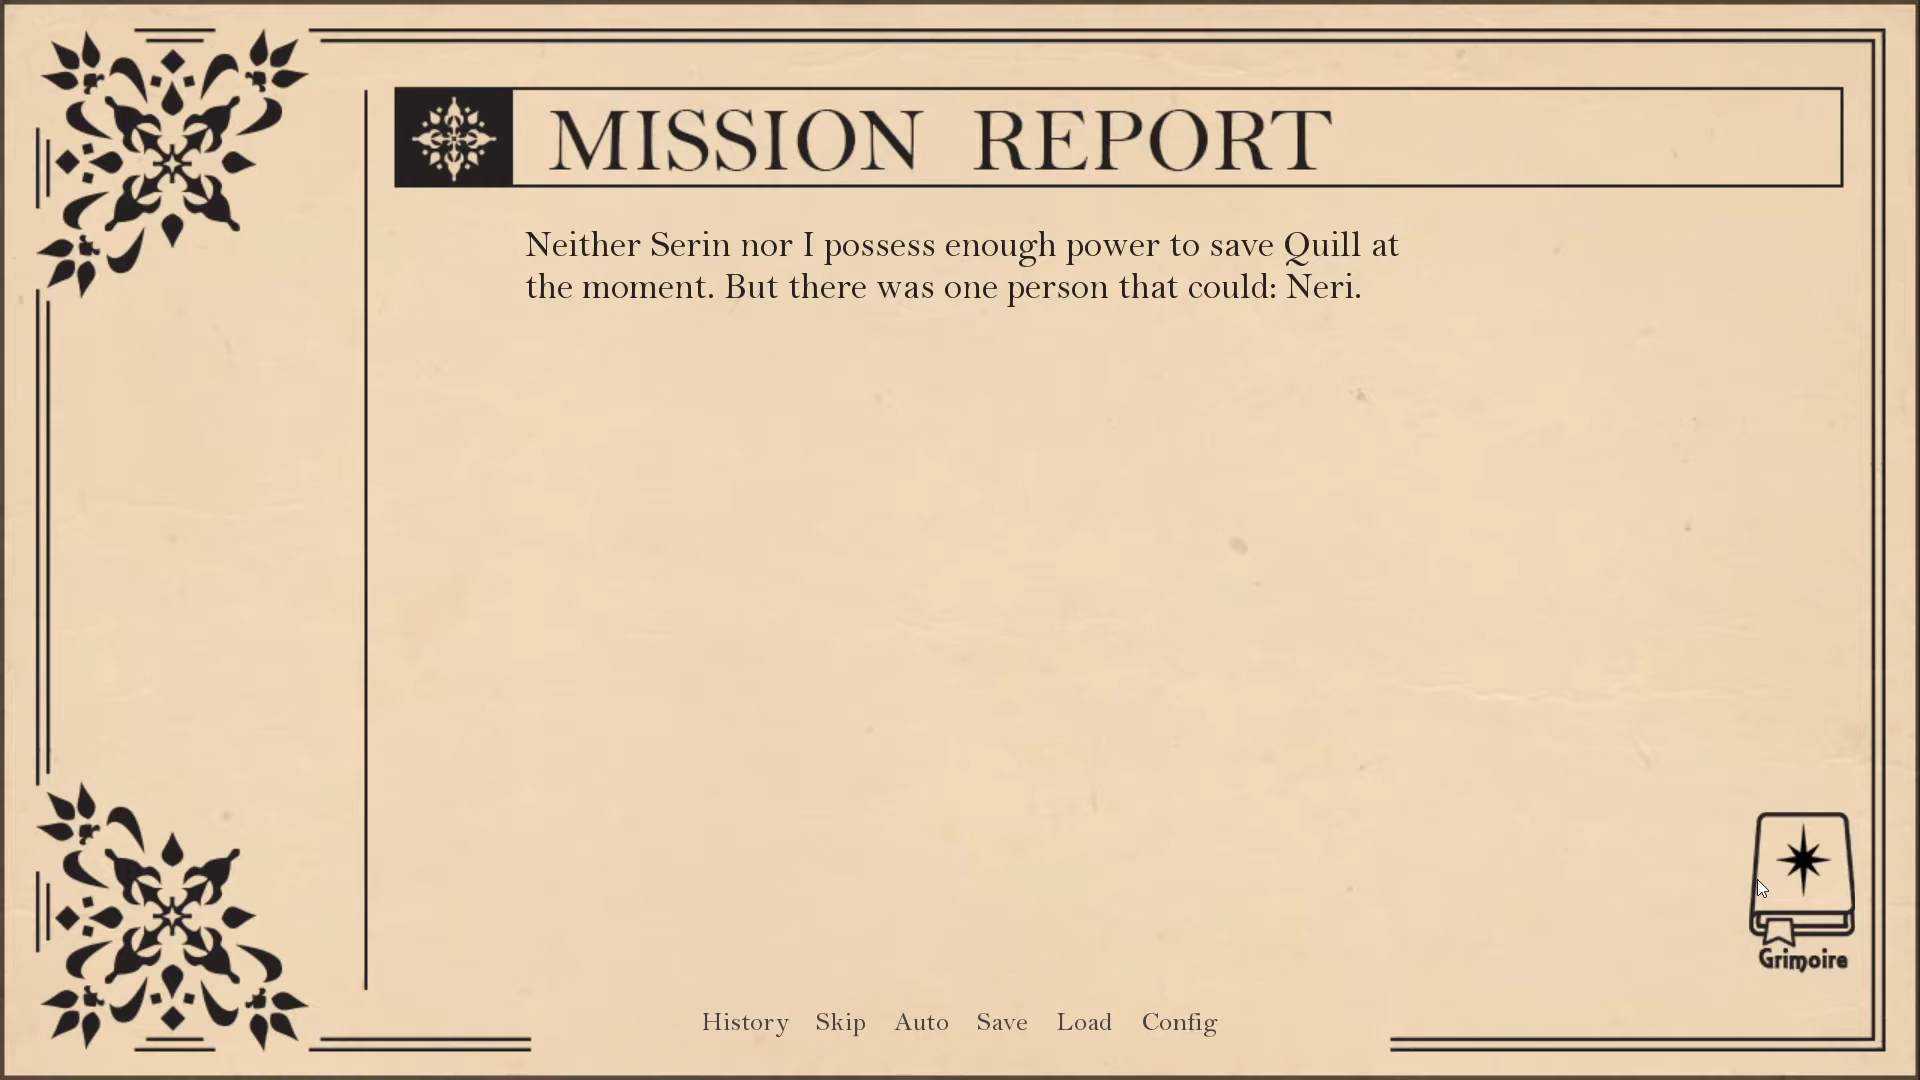 MISSION REPORT
Neither Serin nor I possess enough power to save Quill at
the moment. But there was one person that could: Neri.
Grimoire
History Skip Auto Save Load Config